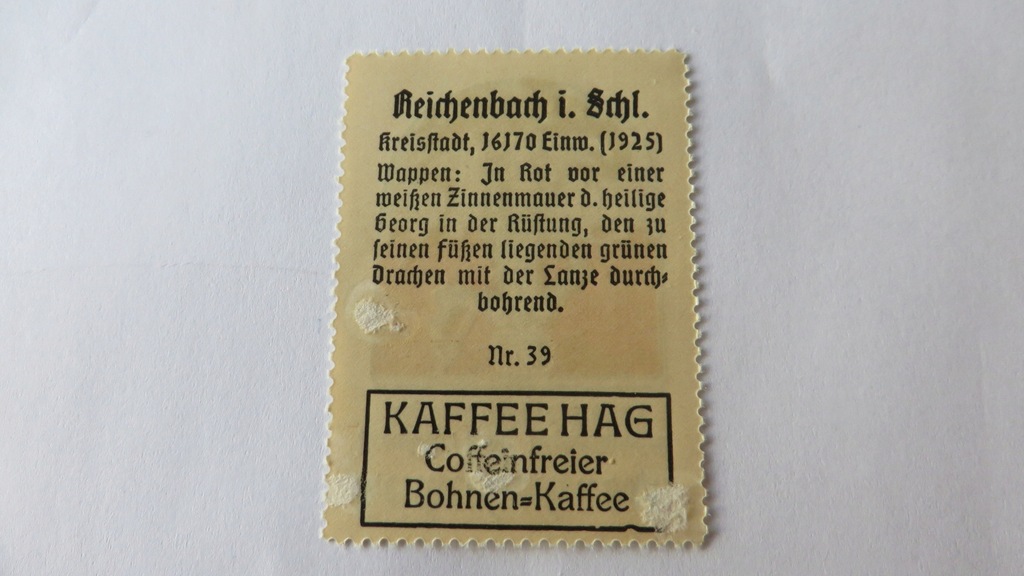 Reichenbach i. Schl.
Kreisstadt, 16170 Einw. (1925)
Wappen: In Rot vor einer
weißen Zinnenmauer d. heilige
Georg in der Rüstung, den zu
seinen Füßen liegenden grünen
Drachen mit der Lanze durch-
bohrend.
Nr. 39
KAFFEE HAG
Coffeinfreier
Bohnen-Kaffee